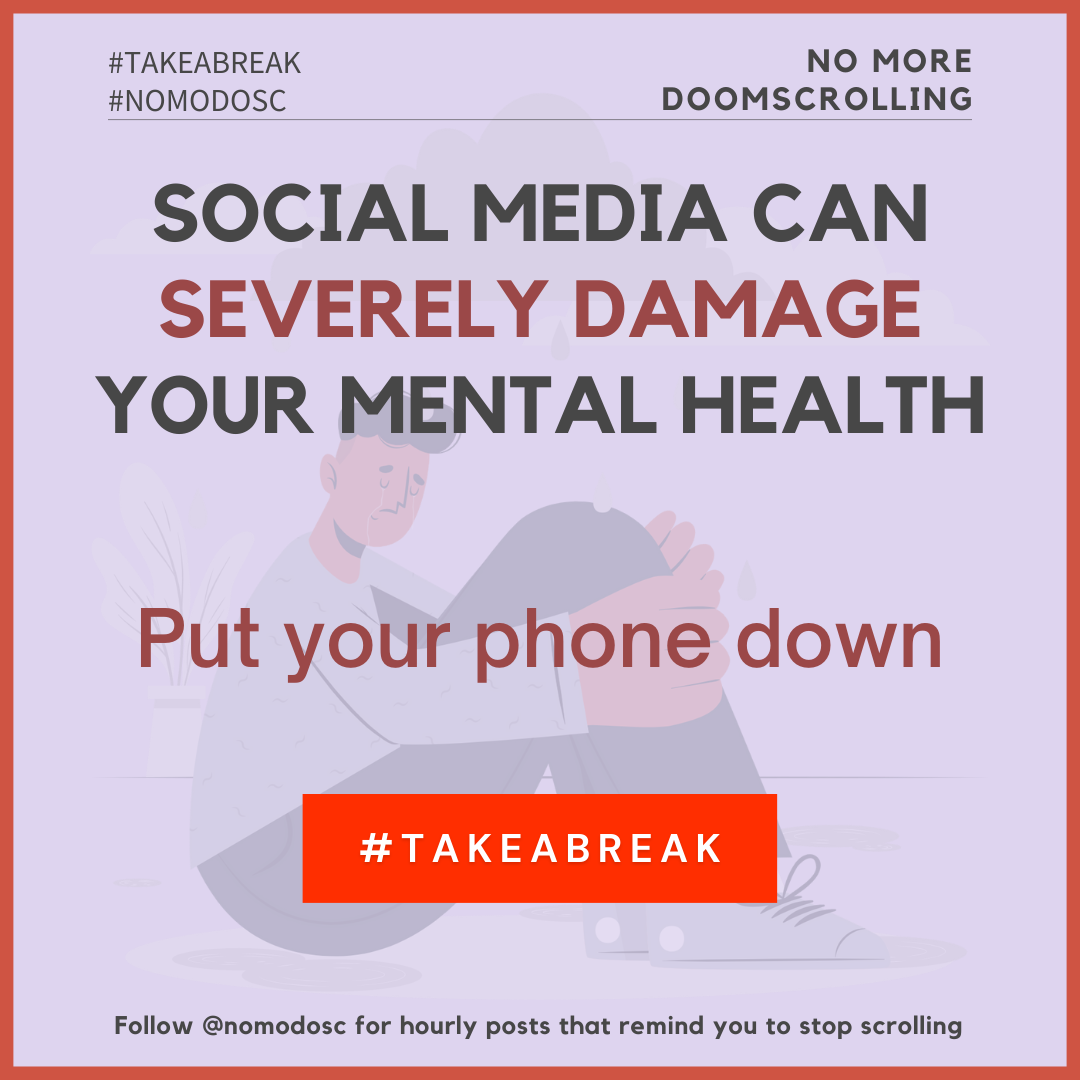 #TAKEABREAK
#NOMODOSC
NO MORE
DOOMSCROLLING
SOCIAL MEDIA CAN
SEVERELY DAMAGE
YOUR MENTAL HEALTH
Put your phone down
#TAKEABREAK
Follow @nomodosc for hourly posts that remind you to stop scrolling